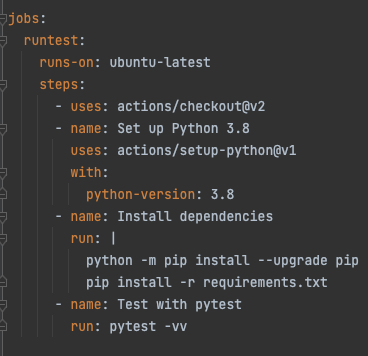 jobs:
  runtest:
    runs-on: ubuntu-latest
    steps:
      - uses: actions/checkout@v2
      - name: Set up Python 3.8
        uses: actions/setup-python@v1
        with:
          python-version: 3.8
      - name: Install dependencies
        run: |
          python -m pip install --upgrade pip
          pip install -r requirements.txt
      - name: Test with pytest
        run: pytest -vv